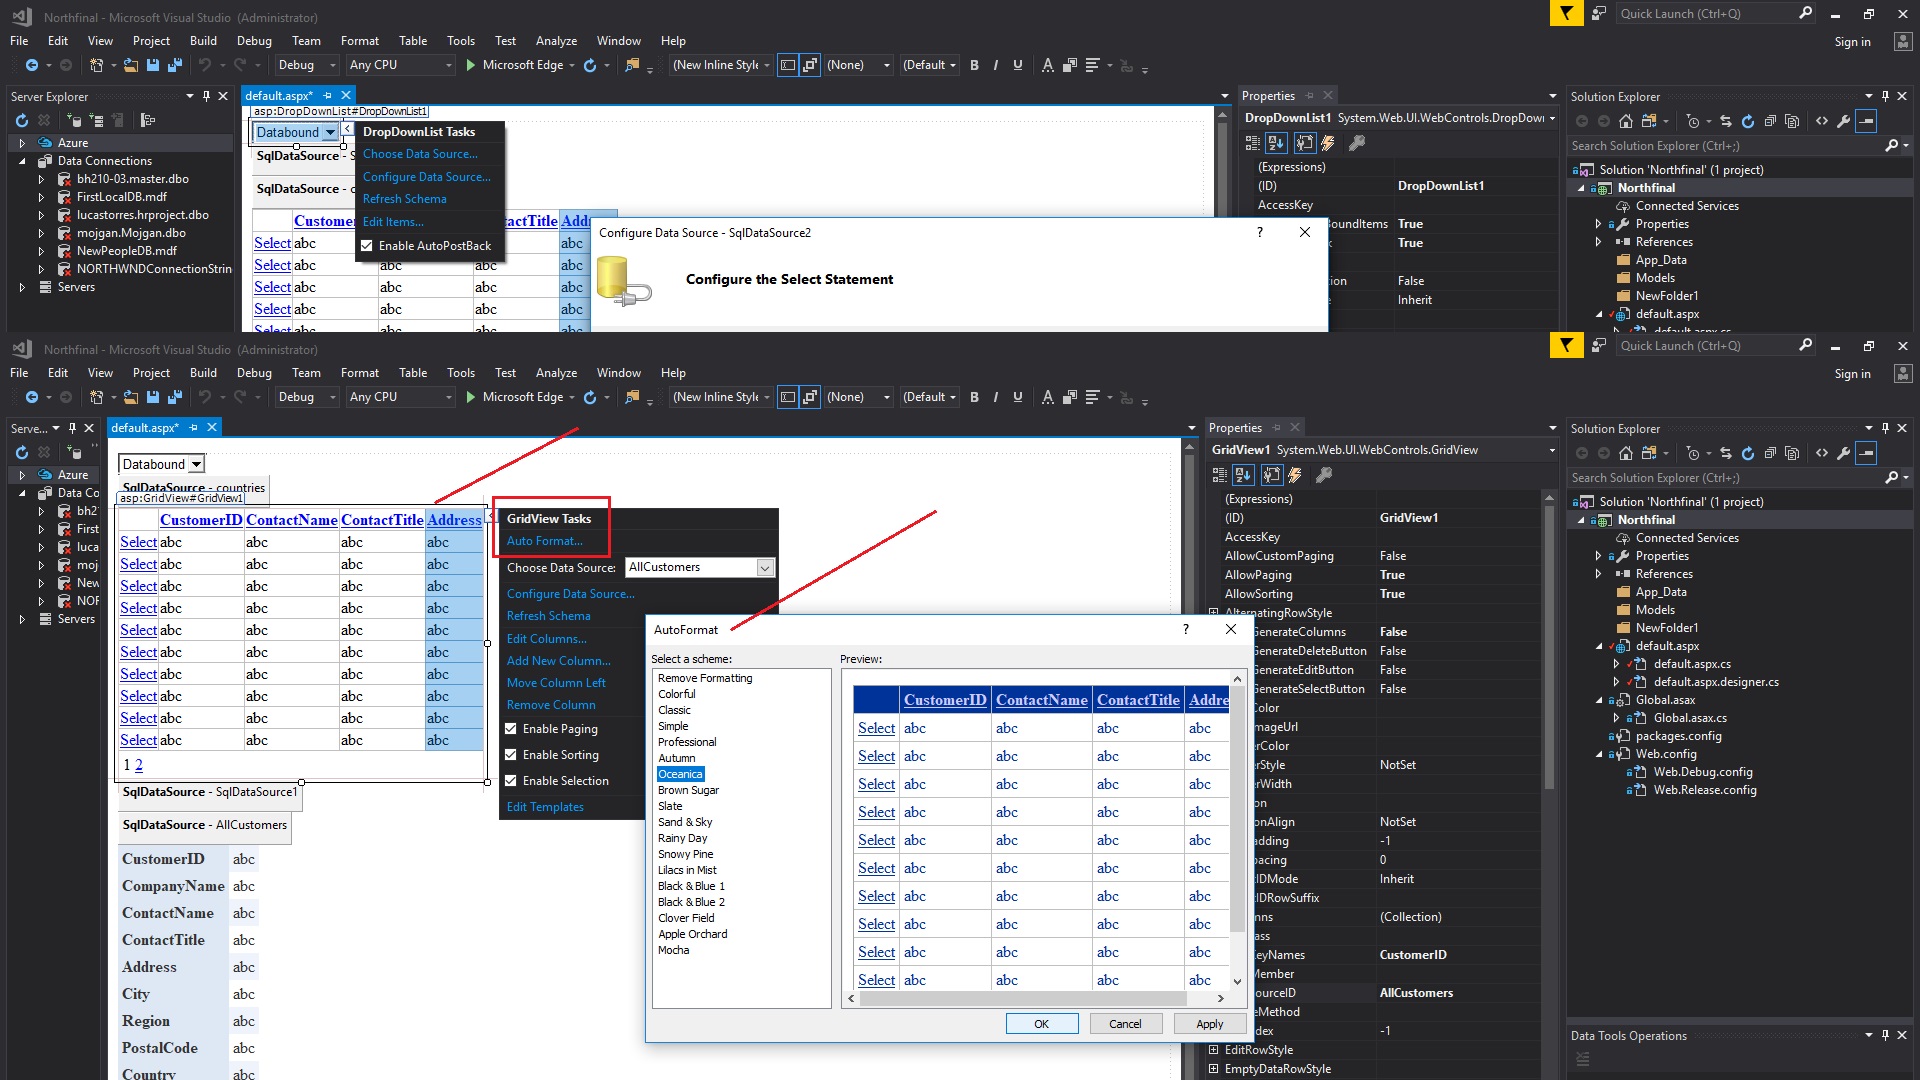 Northfinal - Microsoft Visual Studio (Administrator)
Quick Launch (Ctrl+Q)
File Edit View Project Build Debug Team Format Table Tools Test Analyze Window Help
Sign in
Debug Any CPU Microsoft Edge (New Inline Style (None) (Default B I U A
Server Explorer
Azure
Data Connections
bh210-03.master.dbo
FirstLocalDB.mdf
lucastorres.hrproject.dbo
mojgan.Mojgan.dbo
NewPeopleDB.mdf
NORTHWNDConnectionStrin
Servers
default.aspx*
asp:DropDownList#DropDownList1
Databound
SqlDataSource - S
SqlDataSource - c
DropDownList Tasks
Choose Data Source...
Configure Data Source...
Refresh Schema
Edit Items...
Enable AutoPostBack
Custome ntactTitle Add
Select abc abc
Select abc abc abc abc
Select abc abc abc abc
Select abc abc abc abc
Select abc abc abc abc
Configure Data Source - SqlDataSource2
?
Configure the Select Statement
Properties
DropDownList1 System.Web.UI.WebControls.DropDown
(Expressions)
(ID) DropDownList1
AccessKey
oundItems True
k True
ion False
e Inherit
Solution Explorer
Search Solution Explorer (Ctrl+;)
Solution 'Northfinal' (1 project)
Northfinal
Connected Services
Properties
References
App_Data
Models
NewFolder1
default.aspx
default.aspx.cs
Northfinal - Microsoft Visual Studio (Administrator)
Quick Launch (Ctrl+Q)
File Edit View Project Build Debug Team Format Table Tools Test Analyze Window Help
Sign in
Debug Any CPU Microsoft Edge (New Inline Style (None) (Default B I U A
Serve...
Azure
Data Co
bh21
First
luca
moj
New
NOR
Servers
default.aspx*
Databound
SqlDataSource - countries
asp:GridView#GridView1
CustomerID ContactName ContactTitle Address
Select abc abc abc abc
Select abc abc abc abc
Select abc abc abc abc
Select abc abc abc abc
Select abc abc abc abc
Select abc abc abc abc
Select abc abc abc abc
Select abc abc abc abc
Select abc abc abc abc
Select abc abc abc abc
1 2
SqlDataSource - SqlDataSource1
SqlDataSource - AllCustomers
CustomerID abc
CompanyName abc
ContactName abc
ContactTitle abc
Address abc
City abc
Region abc
PostalCode abc
Country abc
GridView Tasks
Auto Format...
Choose Data Source: AllCustomers
Configure Data Source...
Refresh Schema
Edit Columns...
Add New Column...
Move Column Left
Remove Column
Enable Paging
Enable Sorting
Enable Selection
Edit Templates
AutoFormat
?
Select a scheme:
Remove Formatting
Colorful
Classic
Simple
Professional
Autumn
Oceanica
Brown Sugar
Slate
Sand & Sky
Rainy Day
Snowy Pine
Lilacs in Mist
Black & Blue 1
Black & Blue 2
Clover Field
Apple Orchard
Mocha
Preview:
CustomerID ContactName ContactTitle Addre
Select abc abc abc abc
Select abc abc abc abc
Select abc abc abc abc
Select abc abc abc abc
Select abc abc abc abc
Select abc abc abc abc
Select abc abc abc abc
Select abc abc abc abc
Select abc abc abc abc
Select abc abc abc abc
OK Cancel Apply
Properties
GridView1 System.Web.UI.WebControls.GridView
(Expressions)
(ID) GridView1
AccessKey
AllowCustomPaging False
AllowPaging True
AllowSorting True
AlternatingRowStyle
GenerateColumns False
GenerateDeleteButton False
GenerateEditButton False
GenerateSelectButton False
Color
mageUrl
erColor
erStyle NotSet
erWidth
on
onAlign NotSet
adding -1
pacing 0
tIDMode Inherit
tIDRowSuffix
nns (Collection)
ass
KeyNames CustomerID
Member
ourceID AllCustomers
eMethod
dex -1
EditRowStyle
EmptyDataRowStyle
Solution Explorer
Search Solution Explorer (Ctrl+;)
Solution 'Northfinal' (1 project)
Northfinal
Connected Services
Properties
References
App_Data
Models
NewFolder1
default.aspx
default.aspx.cs
default.aspx.designer.cs
Global.asax
Global.asax.cs
packages.config
Web.config
Web.Debug.config
Web.Release.config
Data Tools Operations